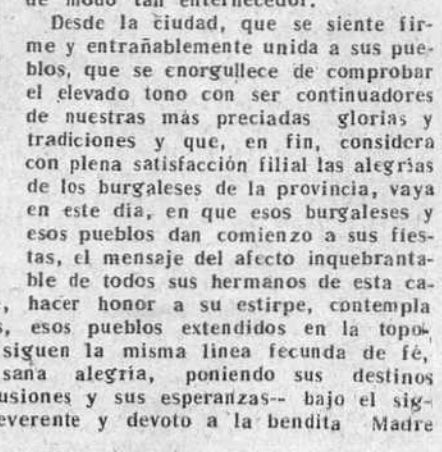 de modo tan enternecedor.
Desde la ciudad, que se siente fir-
me y entrañablemente unida a sus pue-
blos, que se enorgullece de comprobar
el elevado tono con ser continuadores
de nuestras más preciadas glorias y
tradiciones y que, en fin, considera
con plena satisfacción filial las alegrías
de los burgaleses de la provincia, vaya
en este día, en que esos burgaleses y
esos pueblos dan comienzo a sus fies-
tas, el mensaje del afecto inquebranta-
ble de todos sus hermanos de esta ca-
, hacer honor a su estirpe, contempla
s, esos pueblos extendidos en la topo-
siguen la misma línea fecunda de fé,
sana alegría, poniendo sus destinos
usiones y sus esperanzas-- bajo el sig-
everente y devoto a la bendita Madre